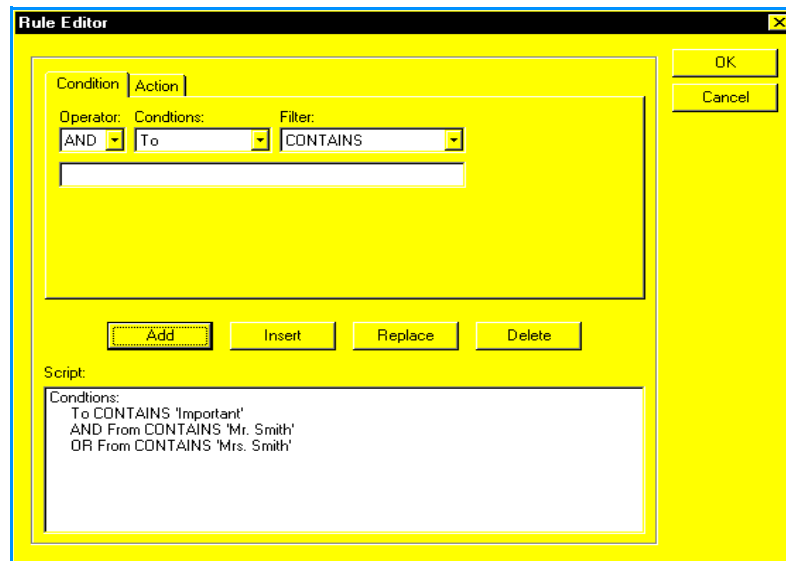 Rule Editor
OK
Cancel
Condition Action
Operator: Condtions: Filter:
AND To CONTAINS
Add Insert Replace Delete
Script:
Condtions:
To CONTAINS 'Important'
AND From CONTAINS 'Mr. Smith'
OR From CONTAINS 'Mrs. Smith'